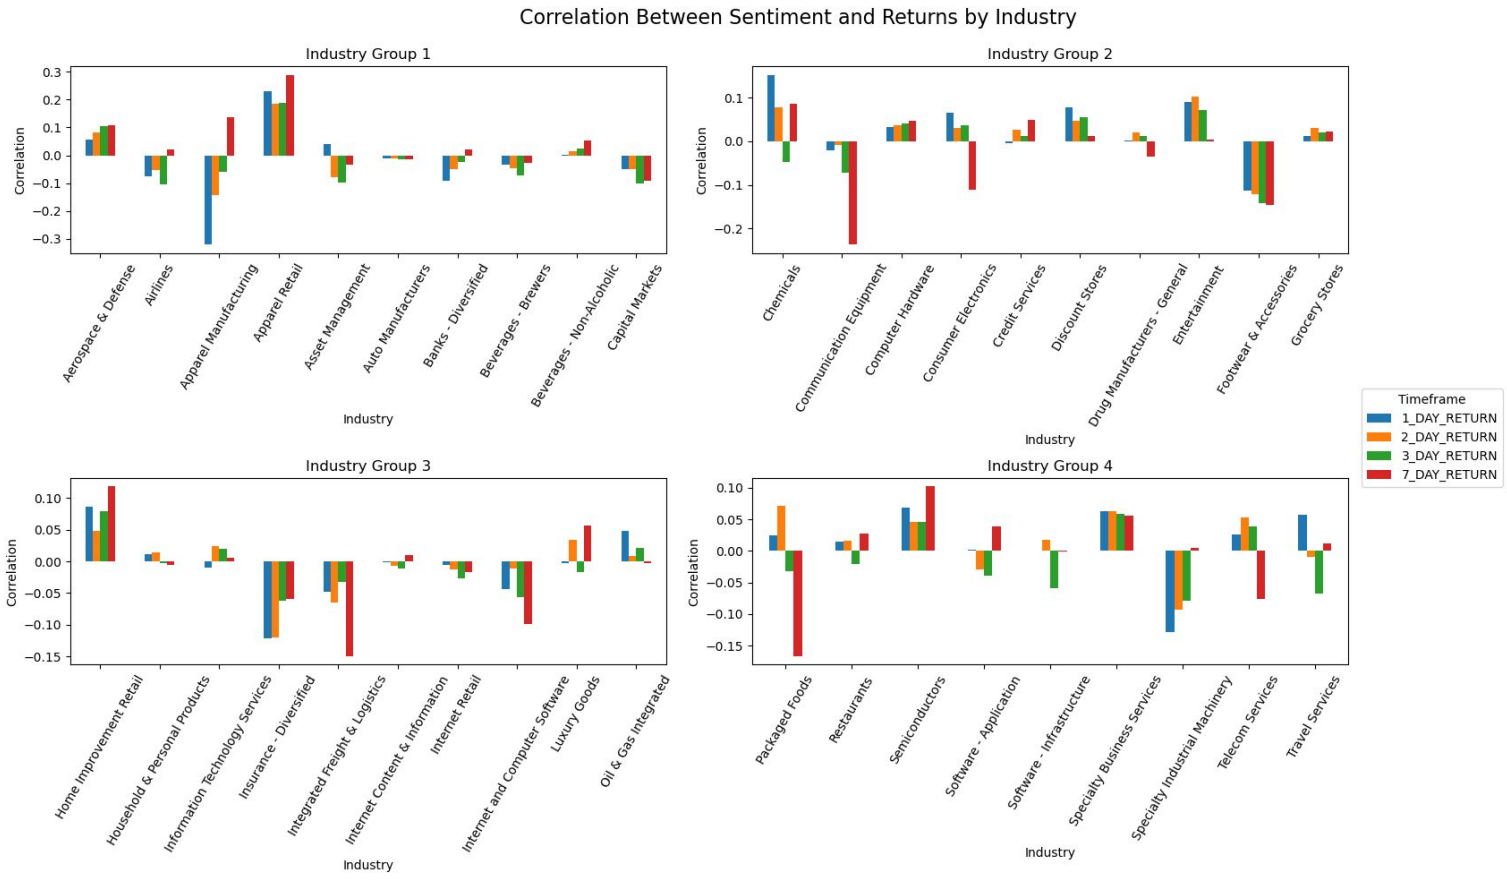 Correlation Between Sentiment and Returns by Industry
Industry Group 1
Correlation
0.3
0.2
0.1
0.0
−0.1
−0.2
−0.3
Aerospace & Defense
Airlines
Apparel Manufacturing
Apparel Retail
Asset Management
Auto Manufacturers
Banks - Diversified
Beverages - Brewers
Beverages - Non-Alcoholic
Capital Markets
Industry
Industry Group 2
Correlation
0.1
0.0
−0.1
−0.2
Chemicals
Communication Equipment
Computer Hardware
Consumer Electronics
Credit Services
Discount Stores
Drug Manufacturers - General
Entertainment
Footwear & Accessories
Grocery Stores
Industry
Timeframe
1_DAY_RETURN
2_DAY_RETURN
3_DAY_RETURN
7_DAY_RETURN
Industry Group 3
Correlation
0.10
0.05
0.00
−0.05
−0.10
−0.15
Home Improvement Retail
Household & Personal Products
Information Technology Services
Insurance - Diversified
Integrated Freight & Logistics
Internet Content & Information
Internet Retail
Internet and Computer Software
Luxury Goods
Oil & Gas Integrated
Industry
Industry Group 4
Correlation
0.10
0.05
0.00
−0.05
−0.10
−0.15
Packaged Foods
Restaurants
Semiconductors
Software - Application
Software - Infrastructure
Specialty Business Services
Specialty Industrial Machinery
Telecom Services
Travel Services
Industry